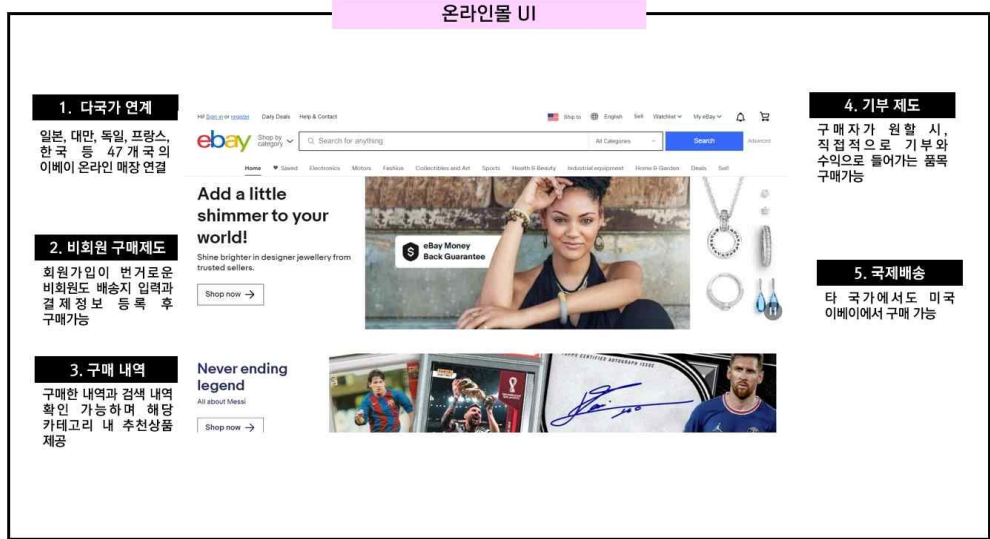 온라인몰 UI
1. 다국가 연계
일본, 대만, 독일, 프랑스,
한국 등 47개국의
이베이 온라인 매장 연결
2. 비회원 구매제도
회원가입이 번거로운
비회원도 배송지 입력과
결제정보 등록 후
구매가능
3. 구매 내역
구매한 내역과 검색 내역
확인 가능하며 해당
카테고리 내 추천상품
제공
Hi! Sign in or register Daily Deals Help & Contact
Ship to English Sell Watchlist My eBay
ebay Shop by category Search for anything All Categories Search Advanced
Home Saved Electronics Motors Fashion Collectibles and Art Sports Health & Beauty Industrial equipment Home & Garden Deals Sell
Add a little
shimmer to your
world!
Shine brighter in designer jewellery from
trusted sellers.
Shop now →
$ eBay Money
Back Guarantee
Never ending
legend
All about Messi
Shop now →
TOPPS CERTIFIED AUTOGRAPH ISSUE
4. 기부 제도
구매자가 원할 시,
직접적으로 기부와
수익으로 들어가는 품목
구매가능
5. 국제배송
타 국가에서도 미국
이베이에서 구매 가능